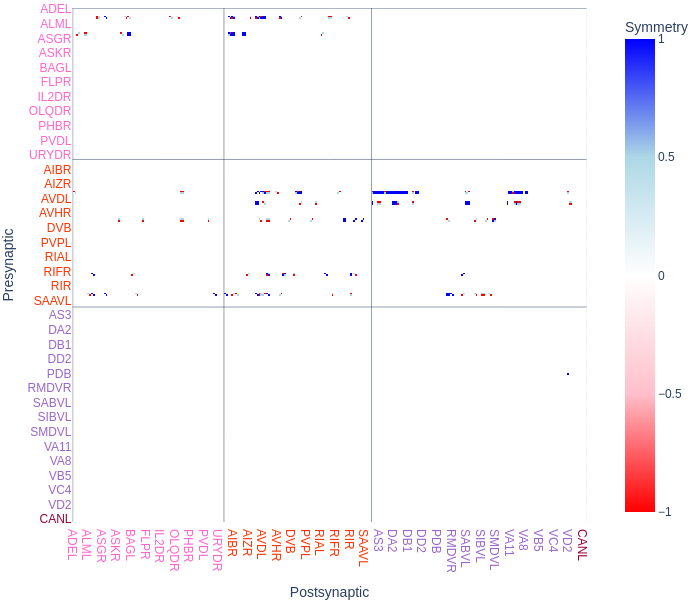 Symmetry
1
0.5
0
−0.5
−1
Presynaptic
ADEL
ALML
ASGR
ASKR
BAGL
FLPR
IL2DR
OLQDR
PHBR
PVDL
URYDR
AIBR
AIZR
AVDL
AVHR
DVB
PVPL
RIAL
RIFR
RIR
SAAVL
AS3
DA2
DB1
DD2
PDB
RMDVR
SABVL
SIBVL
SMDVL
VA11
VA8
VB5
VC4
VD2
CANL
ADEL
ALML
ASGR
ASKR
BAGL
FLPR
IL2DR
OLQDR
PHBR
PVDL
URYDR
AIBR
AIZR
AVDL
AVHR
DVB
PVPL
RIAL
RIFR
RIR
SAAVL
AS3
DA2
DB1
DD2
PDB
RMDVR
SABVL
SIBVL
SMDVL
VA11
VA8
VB5
VC4
VD2
CANL
Postsynaptic